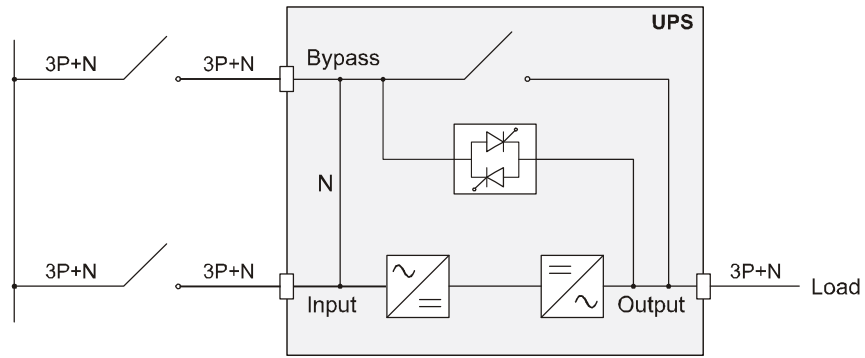 UPS
3P+N
3P+N
Bypass
N
3P+N
3P+N
Input
Output
3P+N
Load